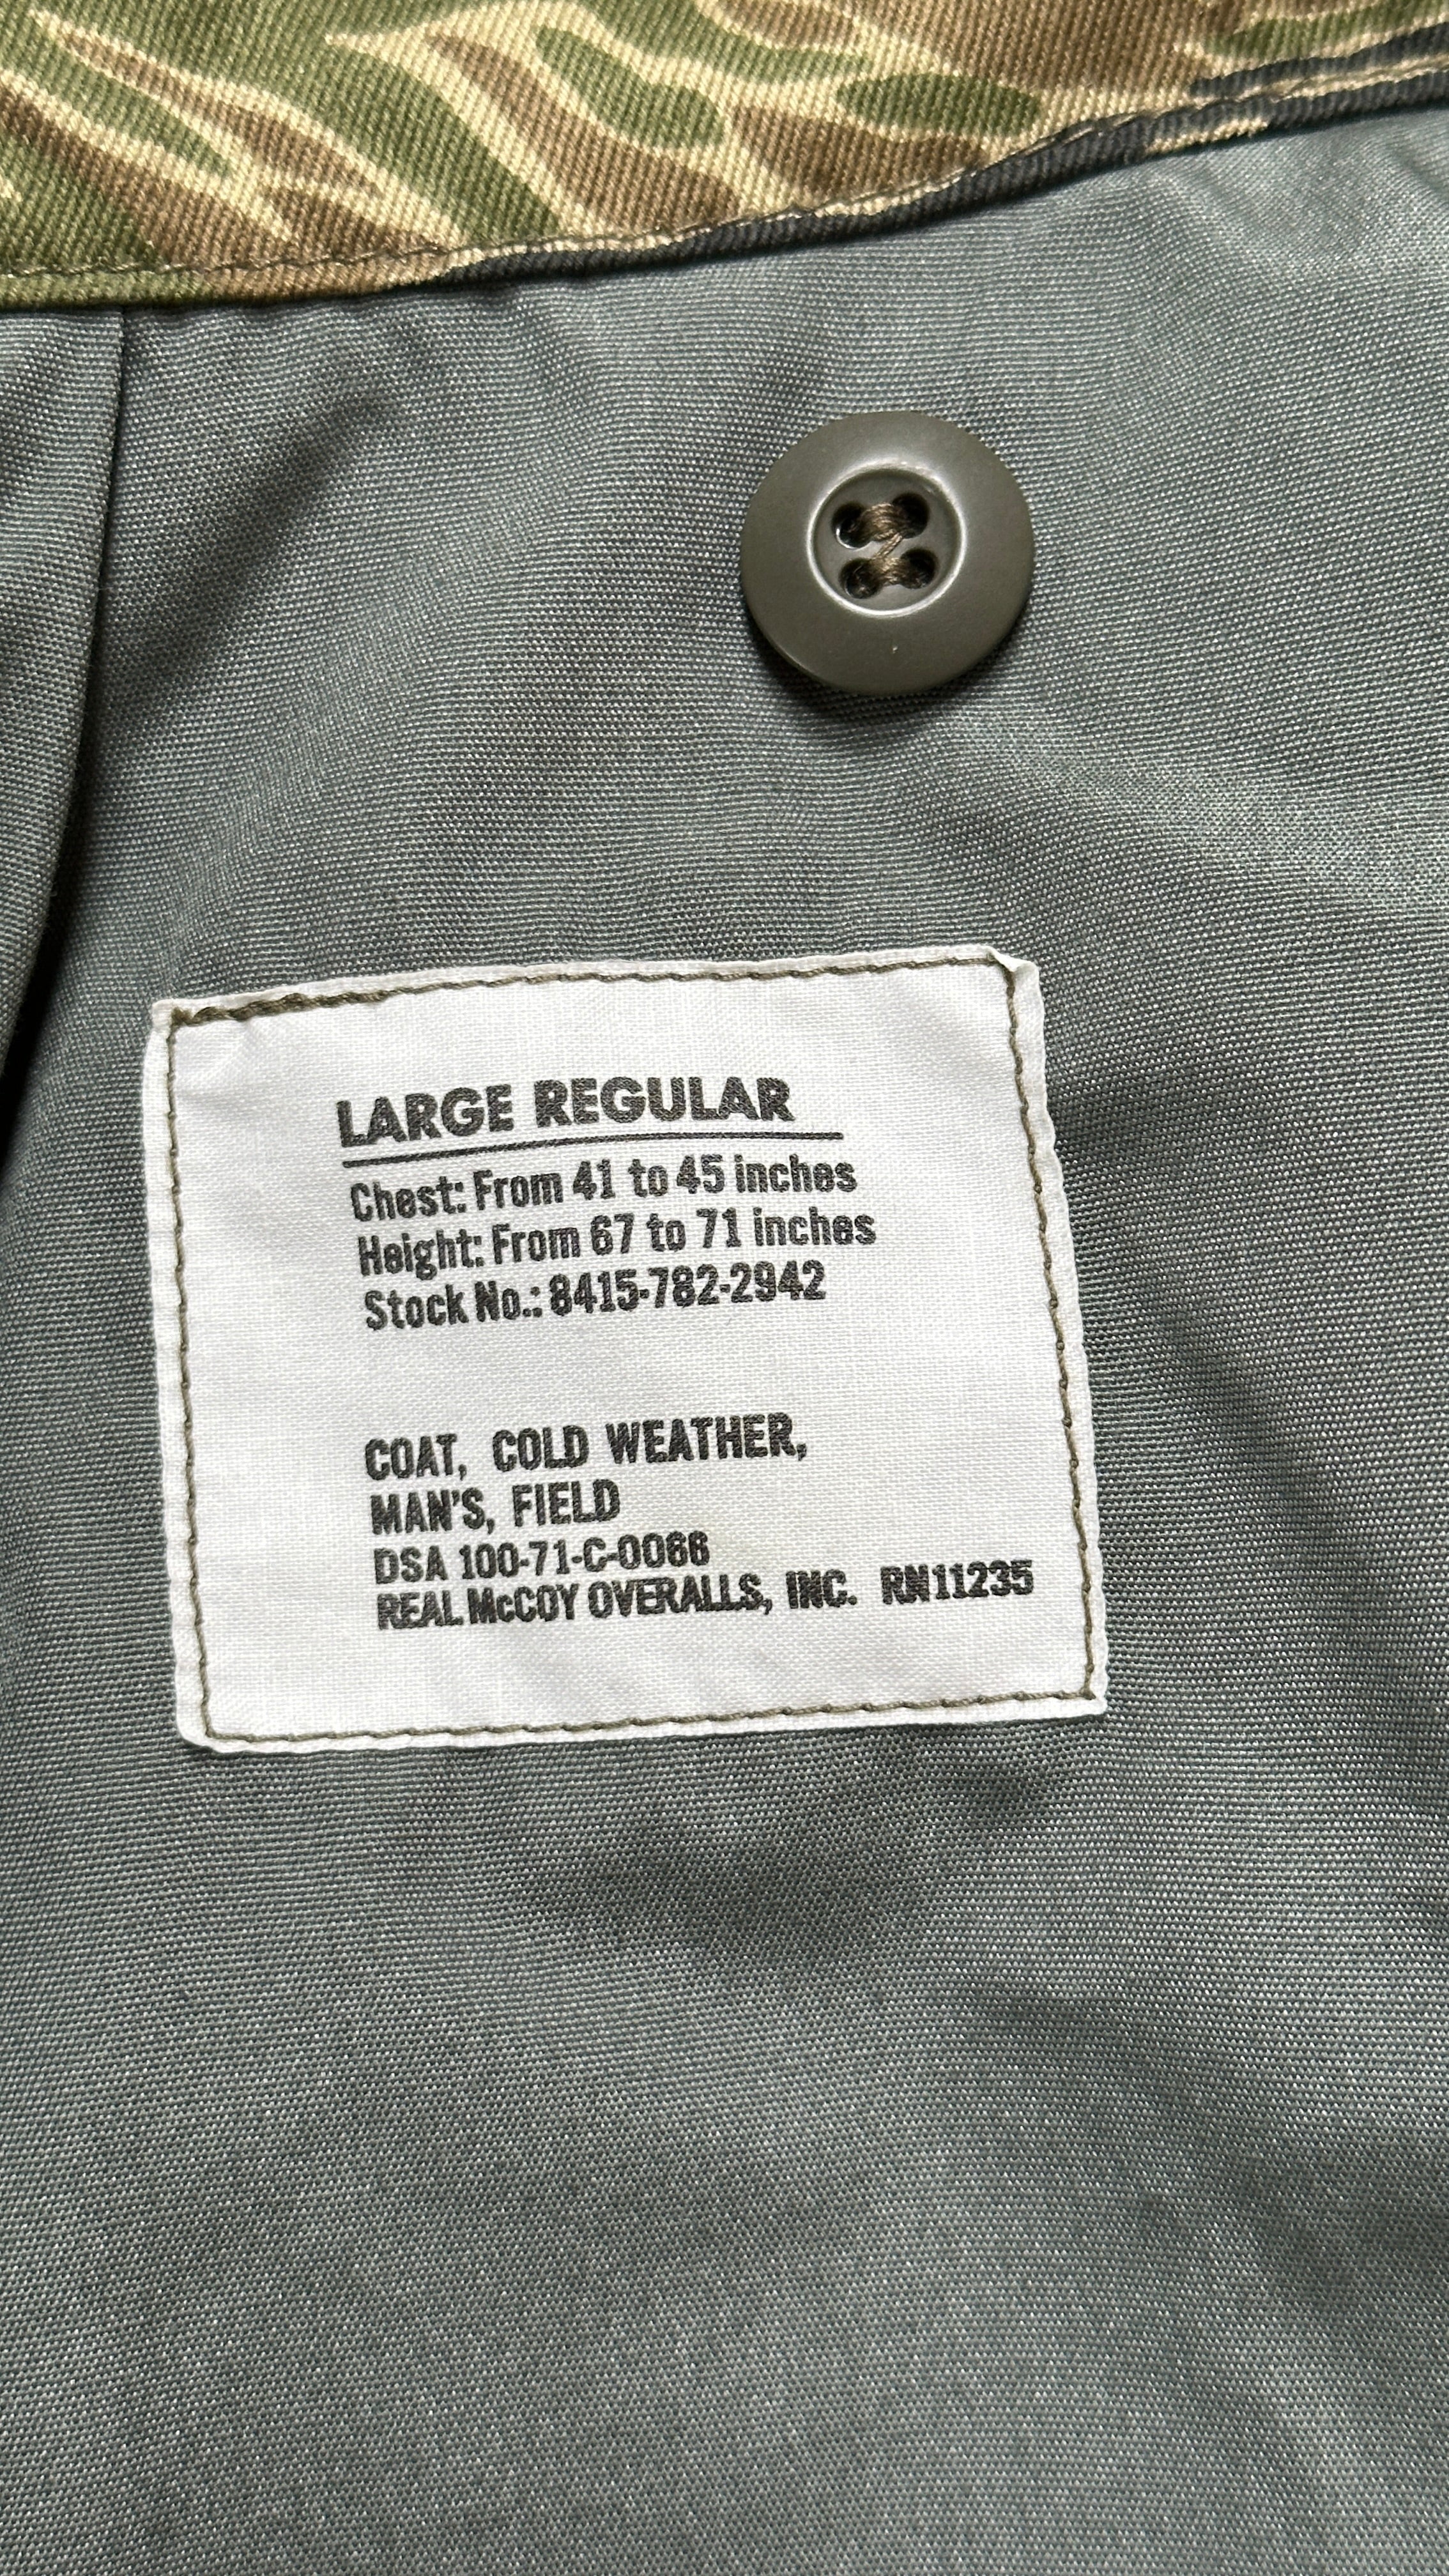 LARGE REGULAR
Chest: From 41 to 45 inches
Height: From 67 to 71 inches
Stock No.: 8415-782-2942
COAT, COLD WEATHER,
MAN'S, FIELD
DSA 100-71-C-0066
REAL McCOY OVERALLS, INC. RN11235